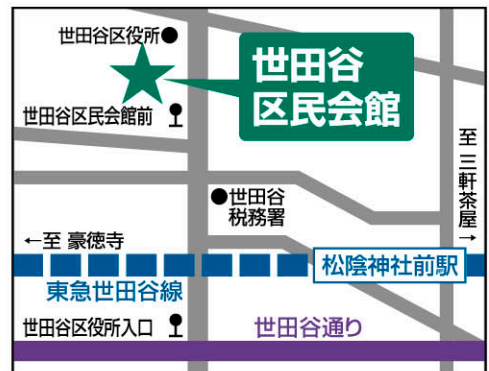 世田谷区役所
世田谷
区民会館
世田谷区民会館前
至 三軒茶屋→
世田谷
税務署
←至 豪徳寺
松陰神社前駅
東急世田谷線
世田谷区役所入口
世田谷通り